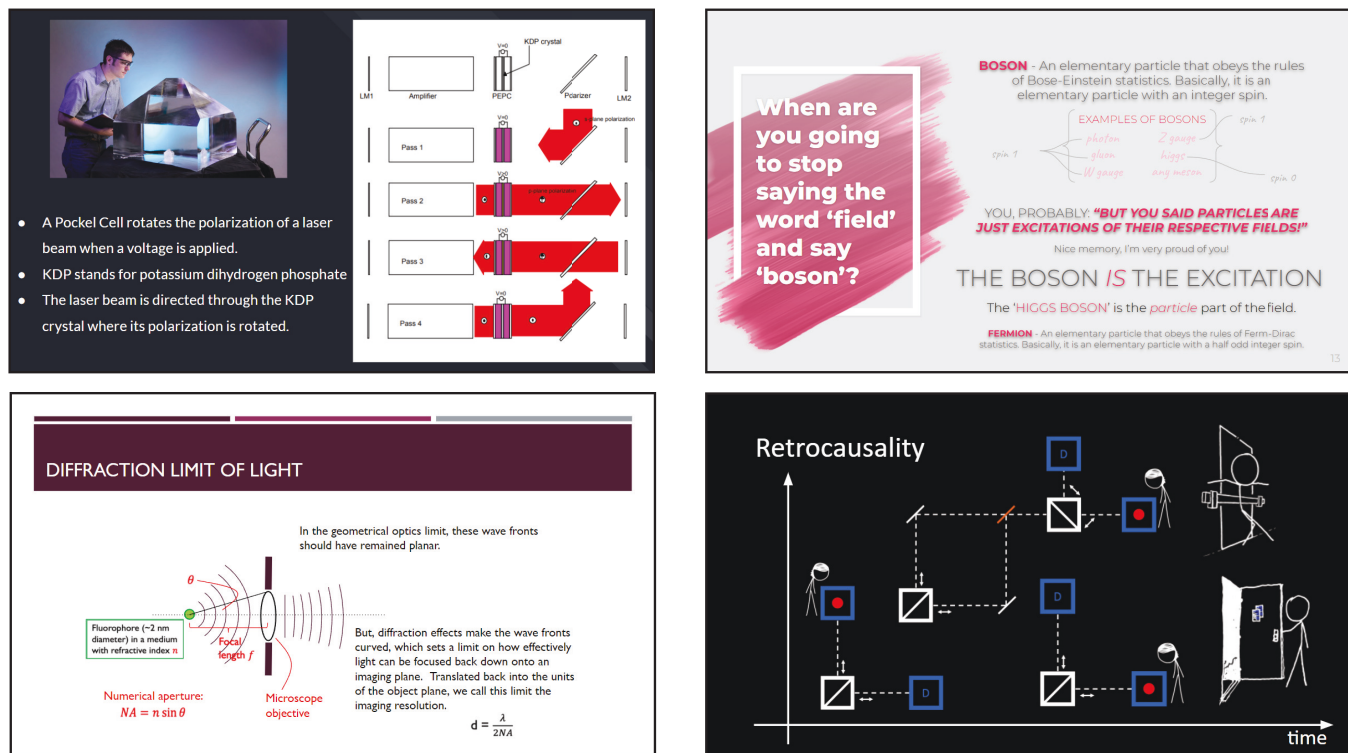 A Pockel Cell rotates the polarization of a laser
beam when a voltage is applied.
KDP stands for potassium dihydrogen phosphate
The laser beam is directed through the KDP
crystal where its polarization is rotated.
KDP crystal
V=0
LM1
Amplifier
PEPC
Poarizer
LM2
V=0
Pass 1
plane polarization
V=0
Pass 2
plane polarization
V=0
Pass 3
V=0
Pass 4
When are
you going
to stop
saying the
word ‘field’
and say
‘boson’?
BOSON - An elementary particle that obeys the rules
of Bose-Einstein statistics. Basically, it is an
elementary particle with an integer spin.
EXAMPLES OF BOSONS
spin 1
photon
Z gauge
spin 1
gluon
higgs
W gauge
any meson
spin 0
YOU, PROBABLY: “BUT YOU SAID PARTICLES ARE
JUST EXCITATIONS OF THEIR RESPECTIVE FIELDS!”
Nice memory, I’m very proud of you!
THE BOSON IS THE EXCITATION
The ‘HIGGS BOSON’ is the particle part of the field.
FERMION - An elementary particle that obeys the rules of Ferm-Dirac
statistics. Basically, it is an elementary particle with a half odd integer spin.
13
DIFFRACTION LIMIT OF LIGHT
In the geometrical optics limit, these wave fronts
should have remained planar.
θ
Fluorophore (~2 nm
diameter) in a medium
with refractive index n
Focal
length f
But, diffraction effects make the wave fronts
curved, which sets a limit on how effectively
light can be focused back down onto an
imaging plane. Translated back into the units
of the object plane, we call this limit the
imaging resolution.
Numerical aperture:
NA = n sin θ
Microscope
objective
d = λ/2NA
Retrocausality
D
D
D
time